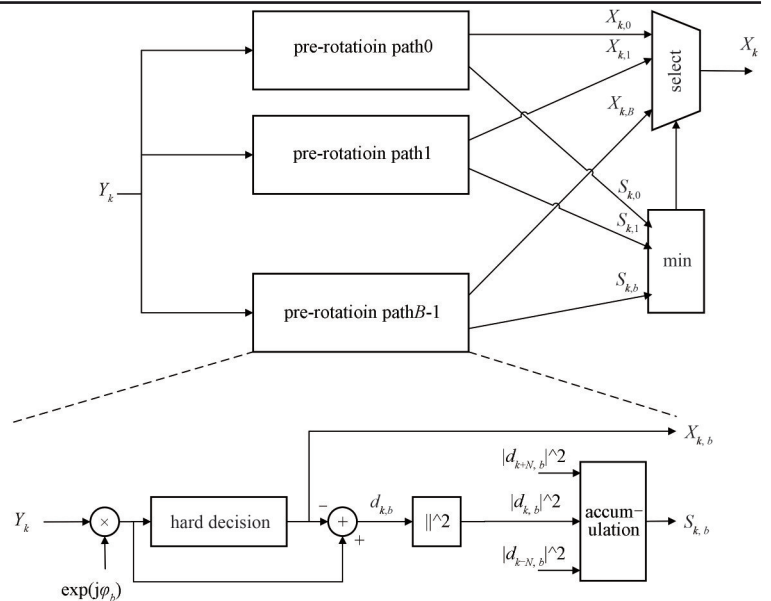 pre-rotatioin path0
X_{k,0}
X_{k,1}
X_{k,B}
select
X_k
pre-rotatioin path1
Y_k
S_{k,0}
S_{k,1}
S_{k,b}
min
pre-rotatioin pathB-1
X_{k, b}
|d_{k+N, b}|^2
Y_k
×
hard decision
−
+
+
d_{k,b}
||^2
|d_{k, b}|^2
accum−
ulation
S_{k, b}
|d_{k−N, b}|^2
exp(jφ_b)